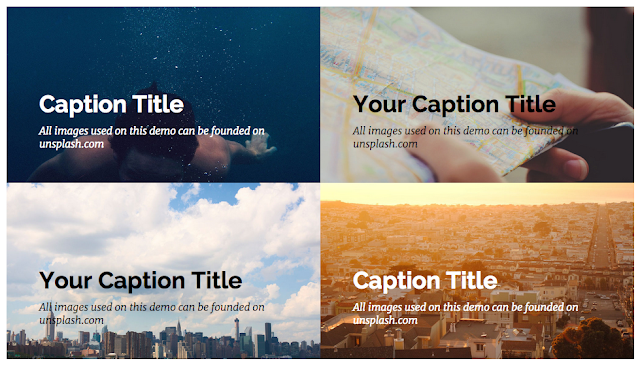 Caption Title
All images used on this demo can be founded on
unsplash.com
Your Caption Title
All images used on this demo can be founded on
unsplash.com
Your Caption Title
All images used on this demo can be founded on
unsplash.com
Caption Title
All images used on this demo can be founded on
unsplash.com